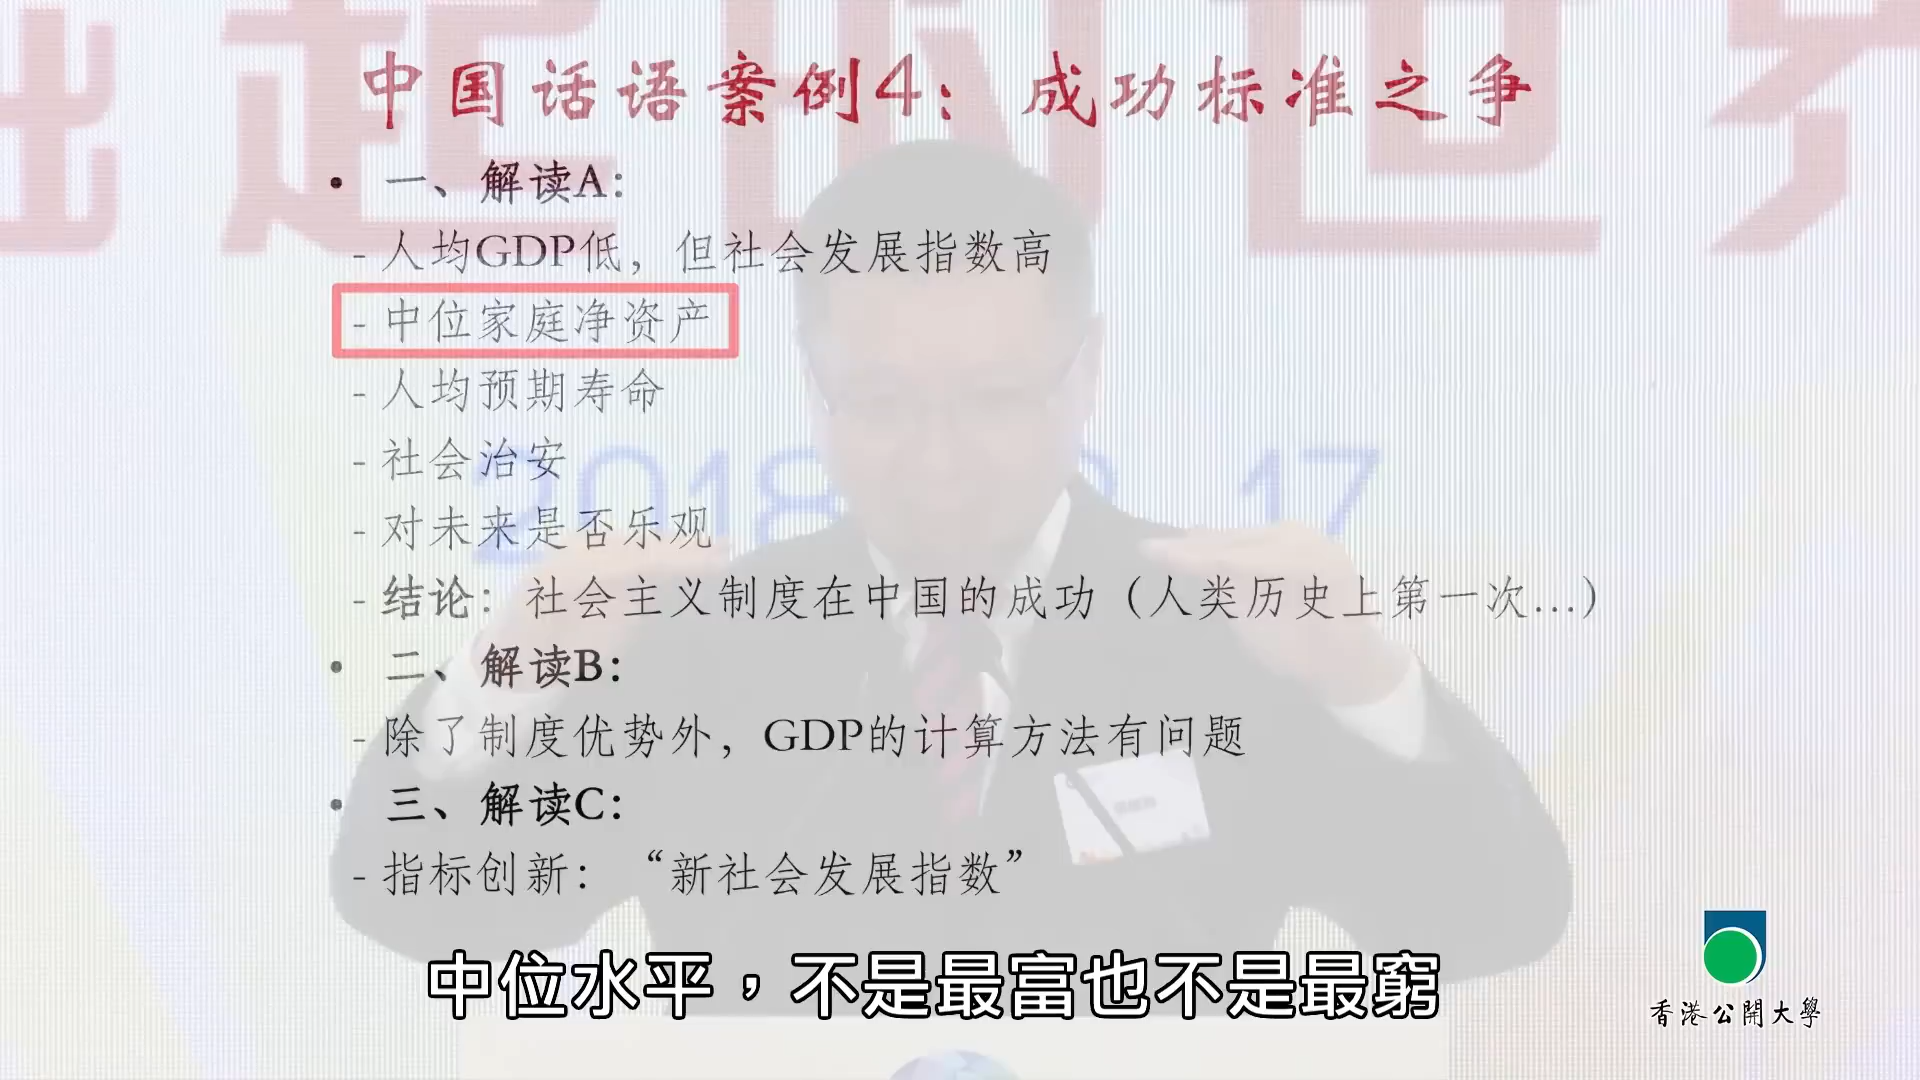 中国话语案例4：成功标准之争
• 一、解读A：
- 人均GDP低，但社会发展指数高
- 中位家庭净资产
- 人均预期寿命
- 社会治安
- 对未来是否乐观
- 结论：社会主义制度在中国的成功（人类历史上第一次…）
• 二、解读B：
- 除了制度优势外，GDP的计算方法有问题
• 三、解读C：
- 指标创新：“新社会发展指数”
起的世
2018
17
中位水平，不是最富也不是最窮
香港公開大學